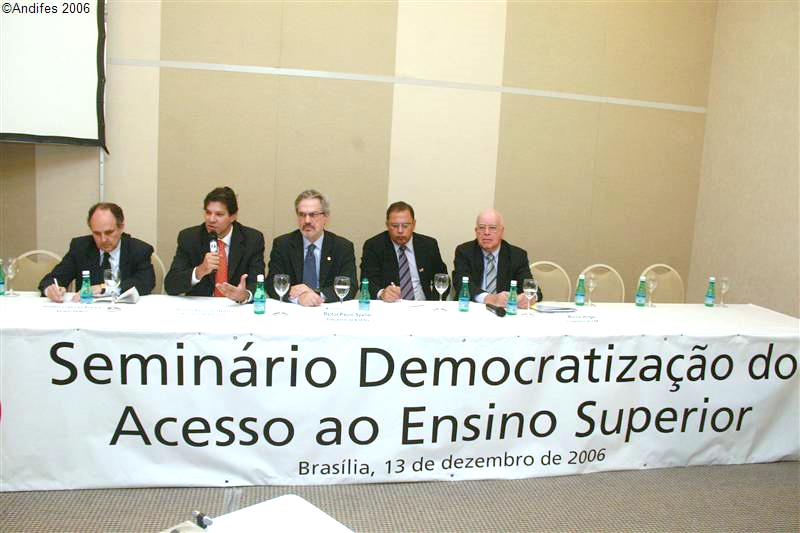 ©Andifes 2006
Seminário Democratização do
Acesso ao Ensino Superior
Brasília, 13 de dezembro de 2006